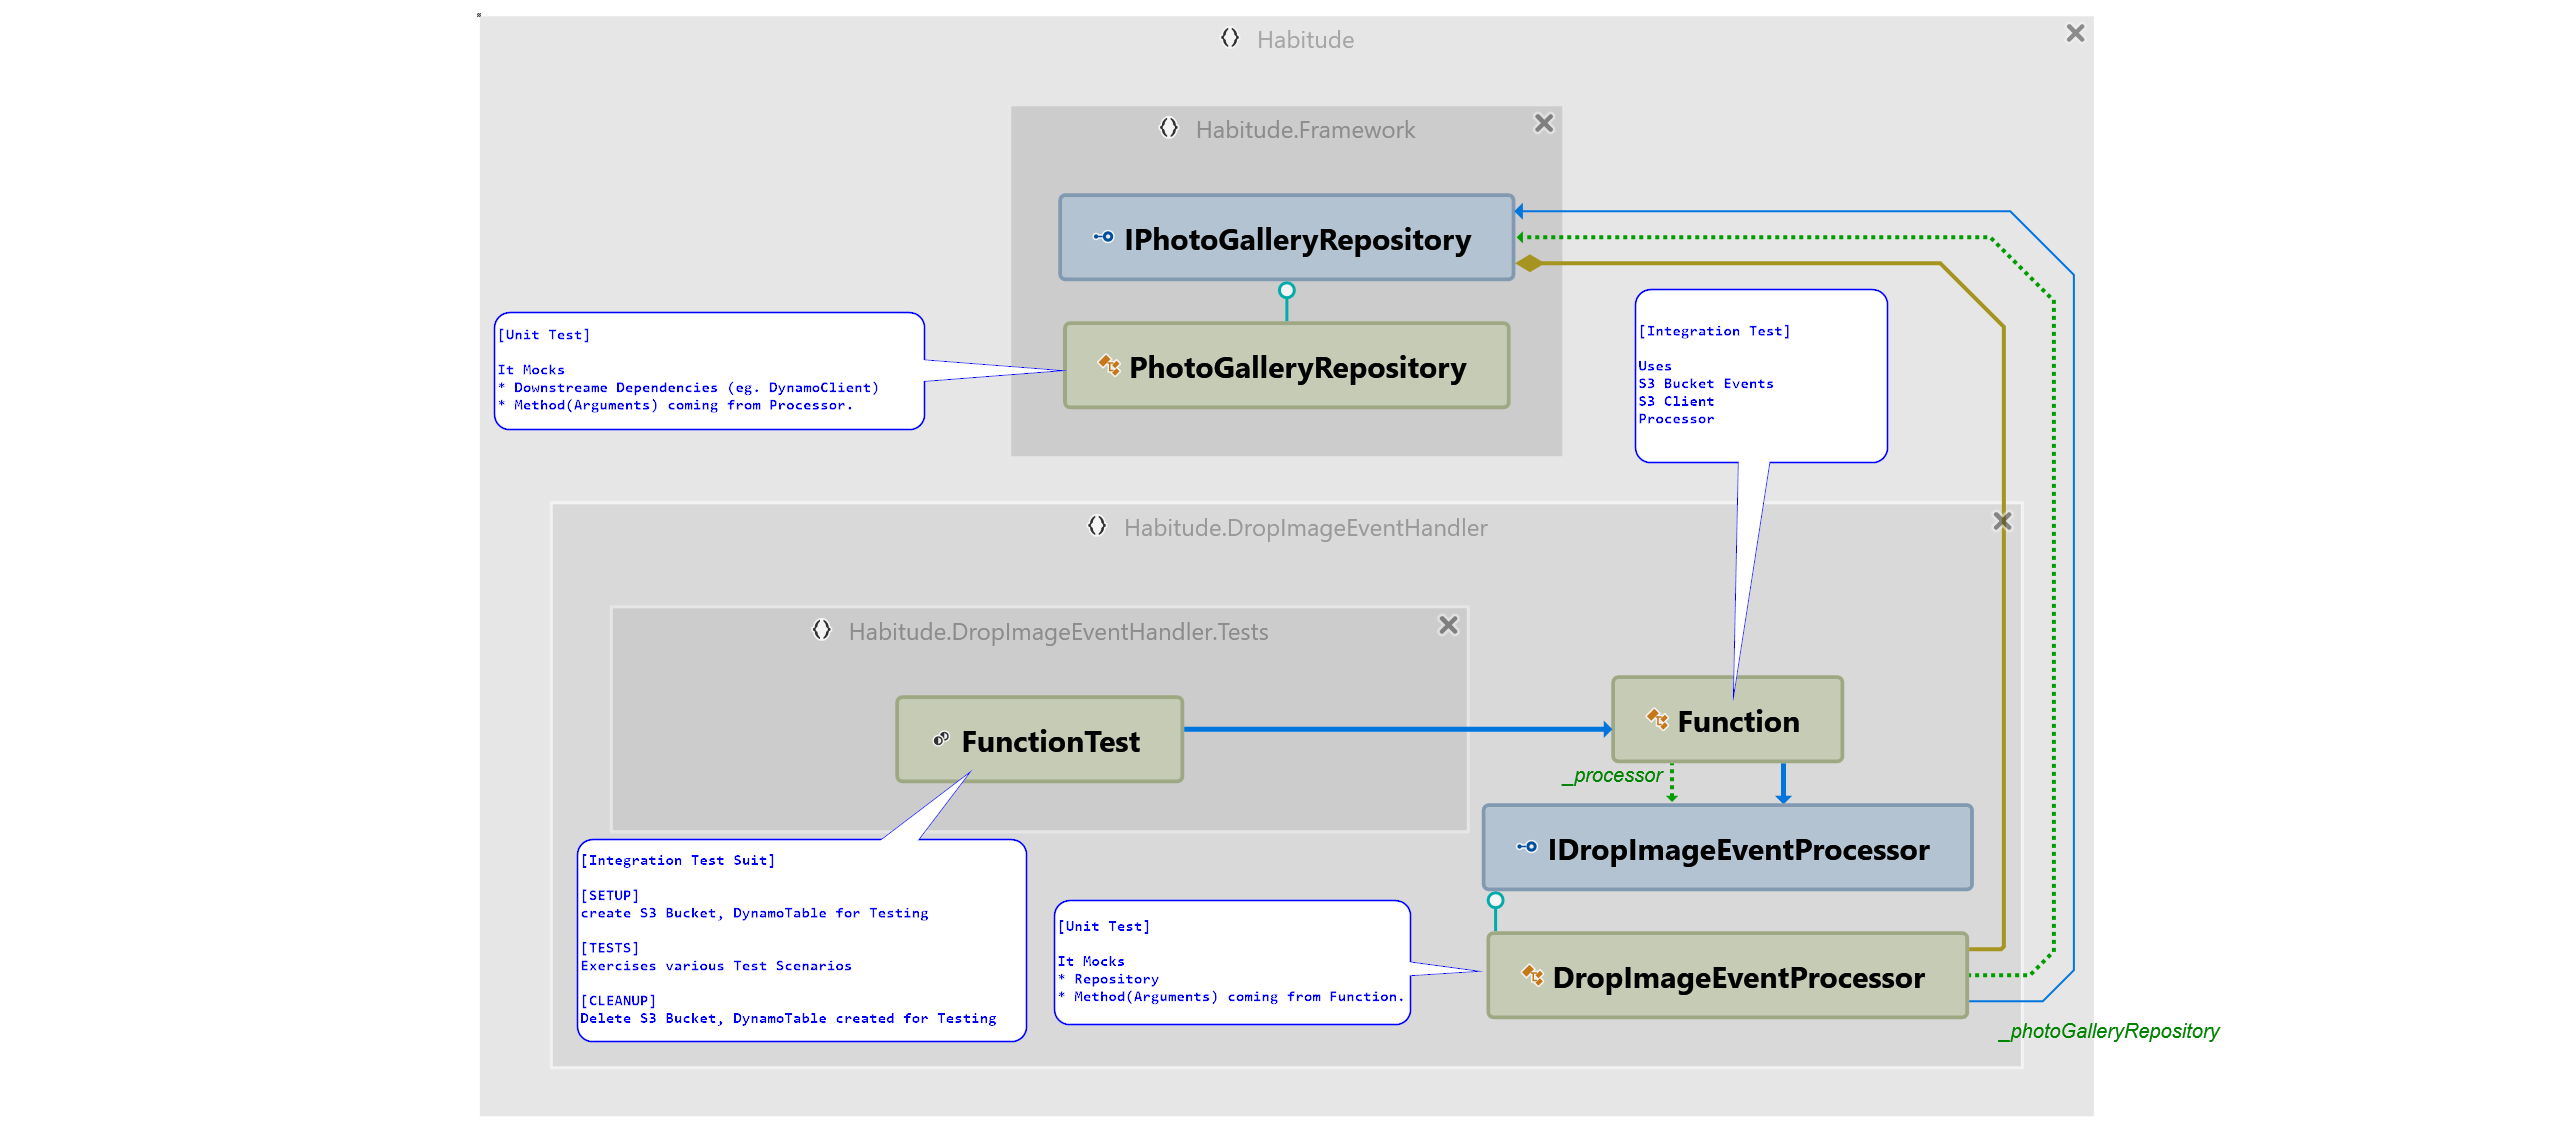 Habitude
Habitude.Framework
IPhotoGalleryRepository
PhotoGalleryRepository
[Unit Test]
It Mocks
* Downstreame Dependencies (eg. DynamoClient)
* Method(Arguments) coming from Processor.
[Integration Test]
Uses
S3 Bucket Events
S3 Client
Processor
Habitude.DropImageEventHandler
Habitude.DropImageEventHandler.Tests
FunctionTest
Function
_processor
IDropImageEventProcessor
[Integration Test Suit]
[SETUP]
create S3 Bucket, DynamoTable for Testing
[TESTS]
Exercises various Test Scenarios
[CLEANUP]
Delete S3 Bucket, DynamoTable created for Testing
[Unit Test]
It Mocks
* Repository
* Method(Arguments) coming from Function.
DropImageEventProcessor
_photoGalleryRepository